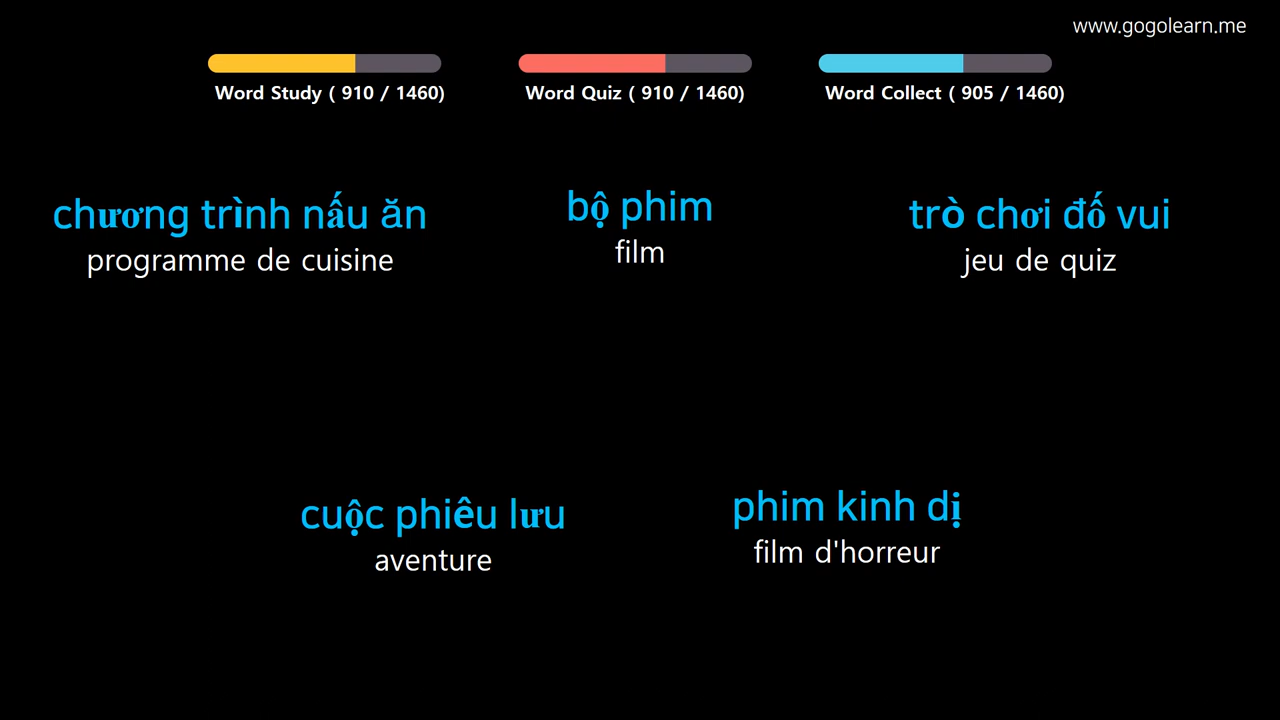 www.gogolearn.me
Word Study ( 910 / 1460)
Word Quiz ( 910 / 1460)
Word Collect ( 905 / 1460)
chương trình nấu ăn
programme de cuisine
bộ phim
film
trò chơi đố vui
jeu de quiz
cuộc phiêu lưu
aventure
phim kinh dị
film d'horreur